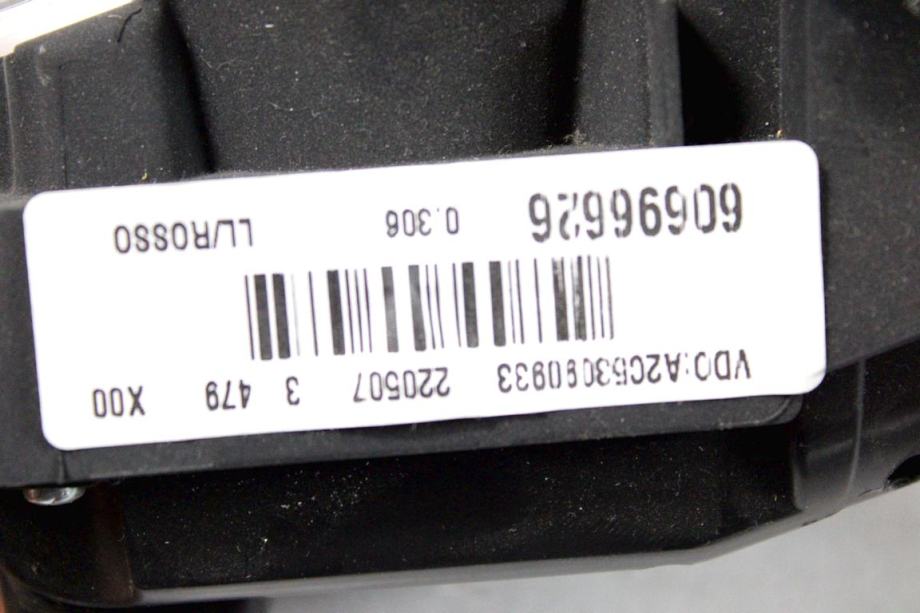 VDO:A2C53090933 220507 3 479 X00
60696626 0.306 LL/ROSSO